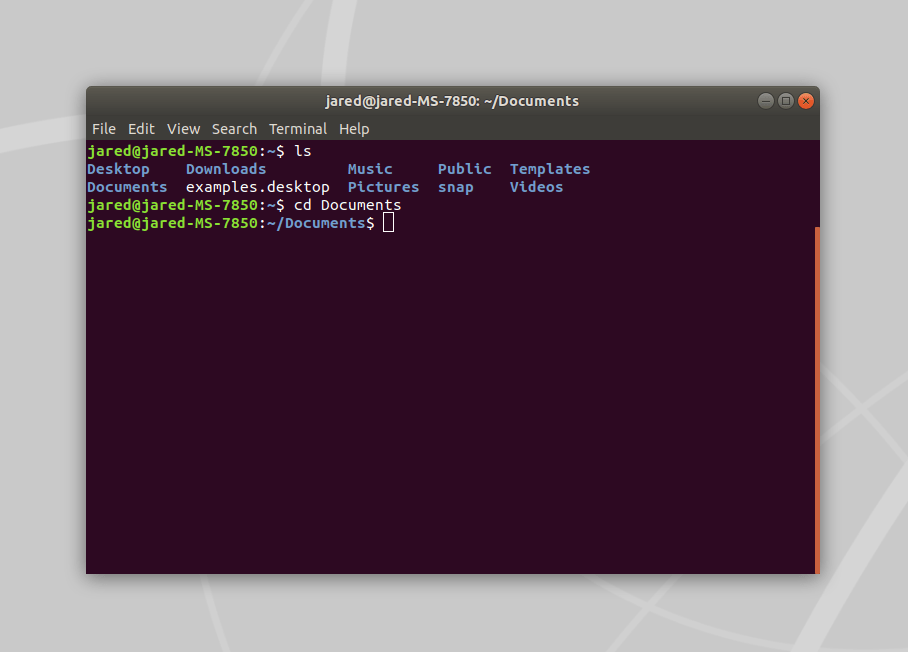 jared@jared-MS-7850: ~/Documents
File Edit View Search Terminal Help
jared@jared-MS-7850:~$ ls
Desktop Downloads Music Public Templates
Documents examples.desktop Pictures snap Videos
jared@jared-MS-7850:~$ cd Documents
jared@jared-MS-7850:~/Documents$